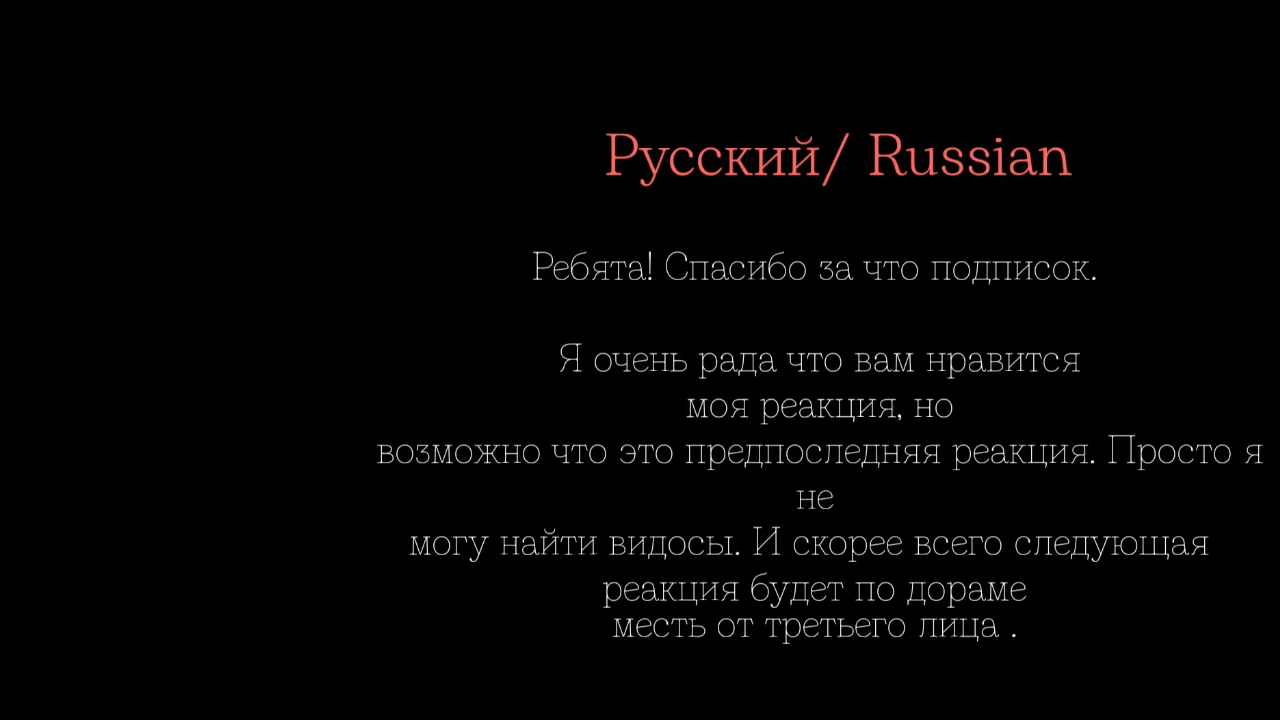 Русский/ Russian
Ребята! Спасибо за что подписок.
Я очень рада что вам нравится
моя реакция, но
возможно что это предпоследняя реакция. Просто я
не
могу найти видосы. И скорее всего следующая
реакция будет по дораме
месть от третьего лица .